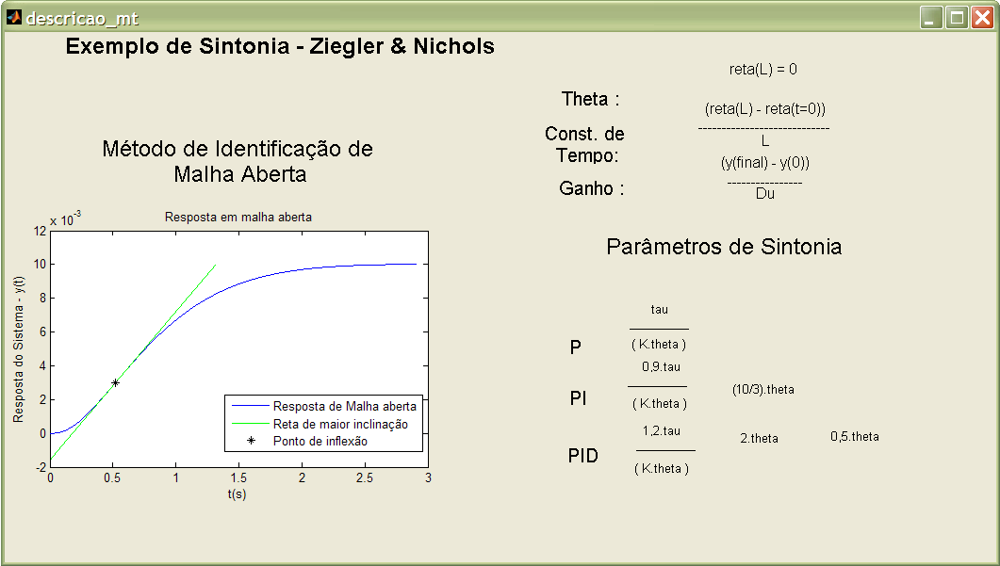 descricao_mt
Exemplo de Sintonia - Ziegler & Nichols
Método de Identificação de
Malha Aberta
Resposta em malha aberta
x 10^-3
12
10
8
6
4
2
0
-2
Resposta do Sistema - y(t)
0 0.5 1 1.5 2 2.5 3
t(s)
Resposta de Malha aberta
Reta de maior inclinação
Ponto de inflexão
reta(L) = 0
Theta :
(reta(L) - reta(t=0))
----------------------------
L
Const. de
Tempo:
(y(final) - y(0))
----------------
Du
Ganho :
Parâmetros de Sintonia
tau
P
( K.theta )
0,9.tau
PI
( K.theta )
(10/3).theta
1,2.tau
PID
( K.theta )
2.theta
0,5.theta